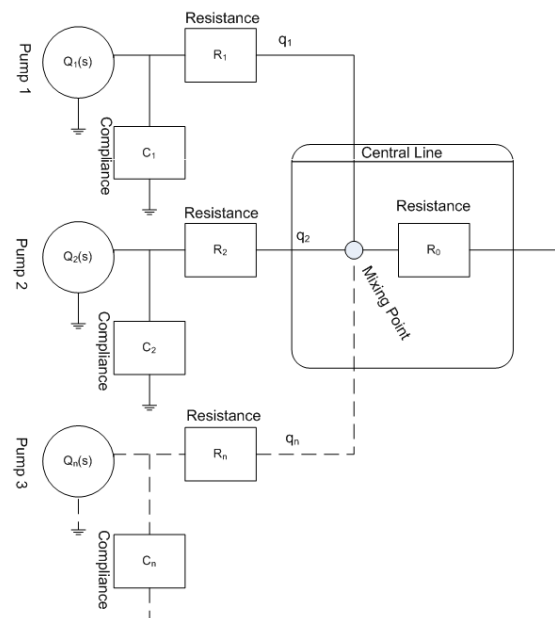 Resistance
Pump 1
Q1(s)
R1
q1
Compliance
C1
Central Line
Resistance
Pump 2
Q2(s)
R2
q2
Resistance
R0
Mixing Point
Compliance
C2
Resistance
Pump 3
Qn(s)
Rn
qn
Compliance
Cn